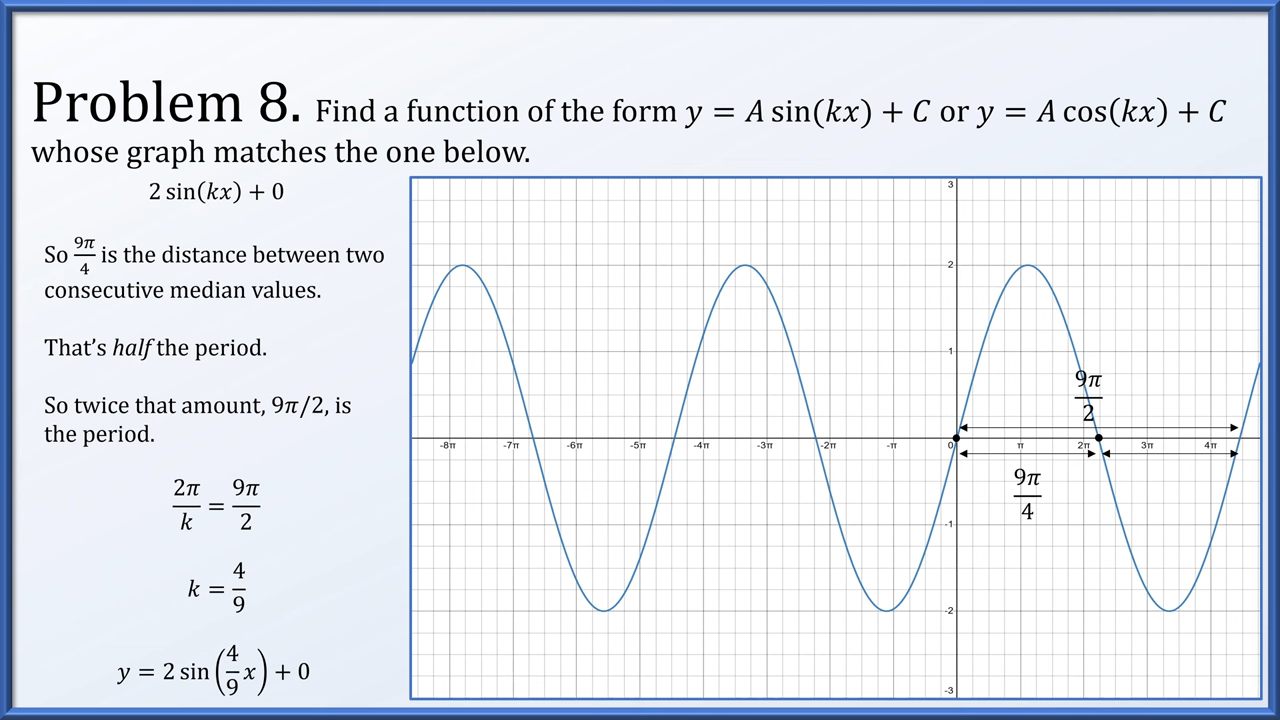 Problem 8. Find a function of the form y = A sin(kx) + C or y = A cos(kx) + C
whose graph matches the one below.
2 sin(kx) + 0
So 9π/4 is the distance between two
consecutive median values.
That's half the period.
So twice that amount, 9π/2, is
the period.
2π/k = 9π/2
k = 4/9
y = 2 sin(4/9 x) + 0
3
2
1
9π/2
-8π -7π -6π -5π -4π -3π -2π -π 0 π 2π 3π 4π
9π/4
-1
-2
-3